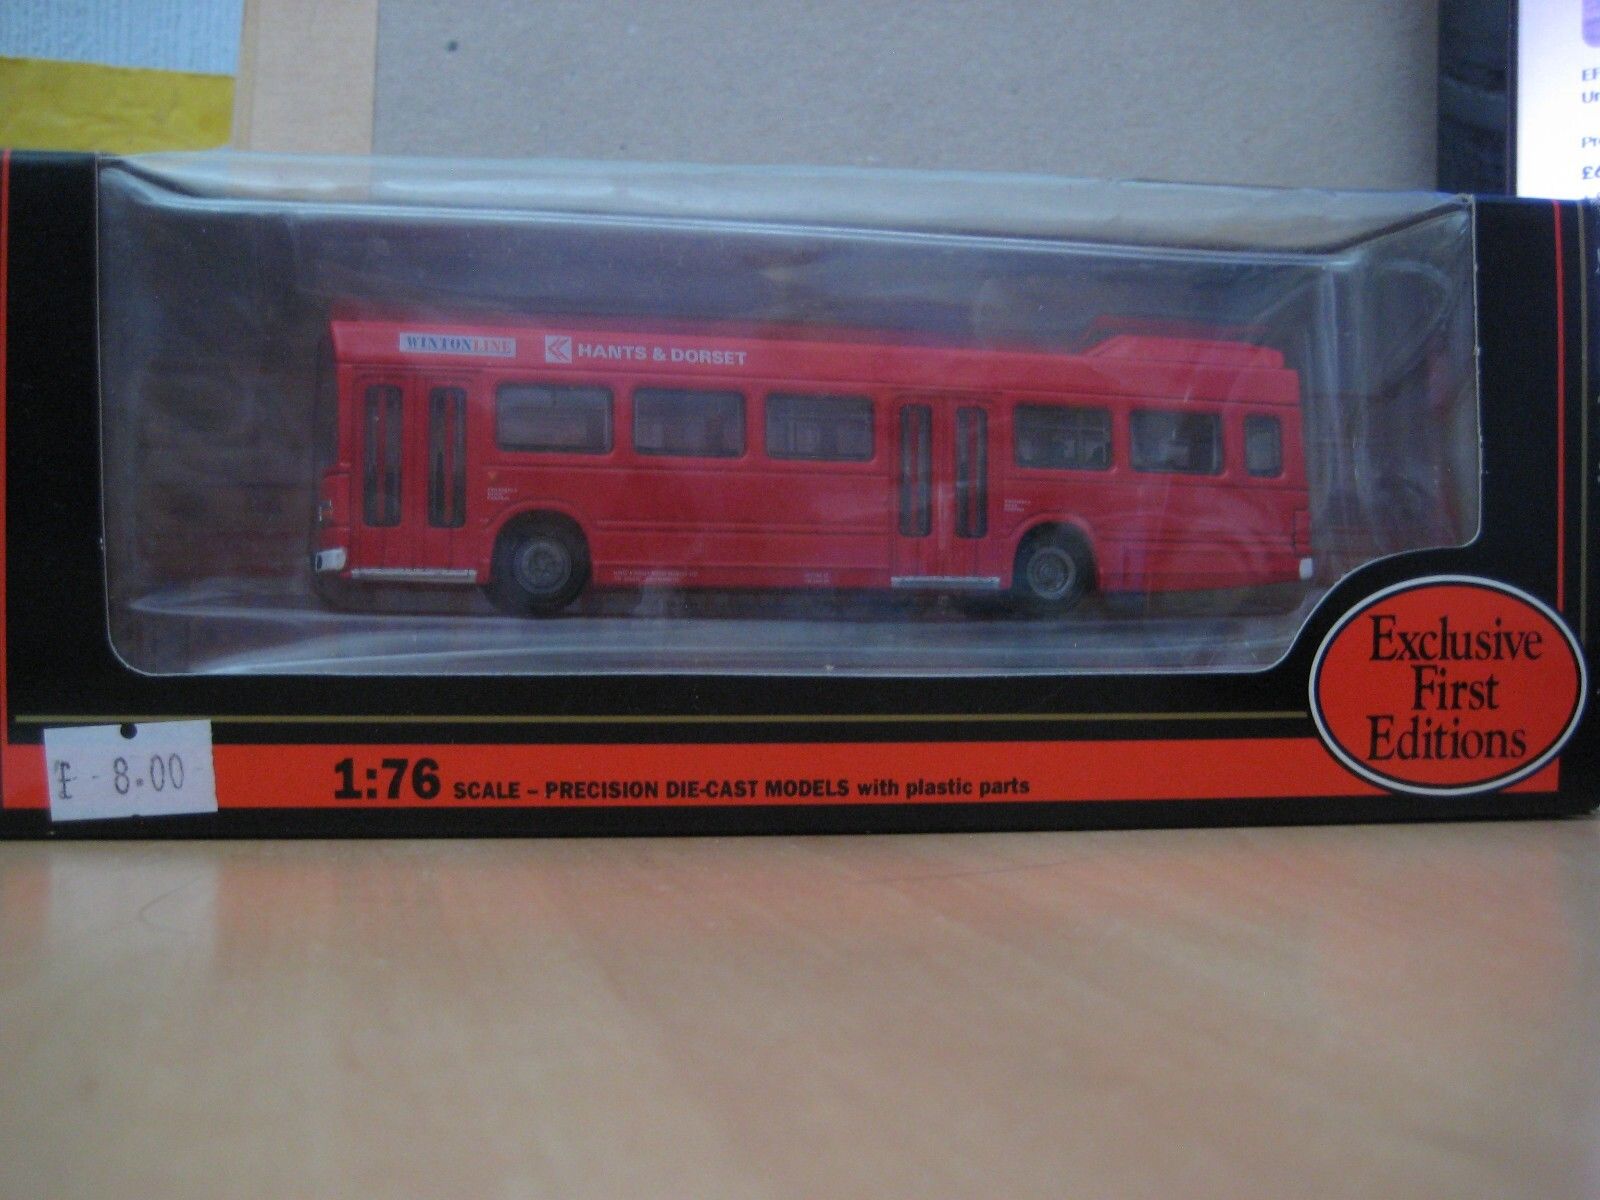 WINTONLINE HANTS & DORSET
Exclusive
First
Editions
£ - 8.00
1:76 SCALE – PRECISION DIE-CAST MODELS with plastic parts